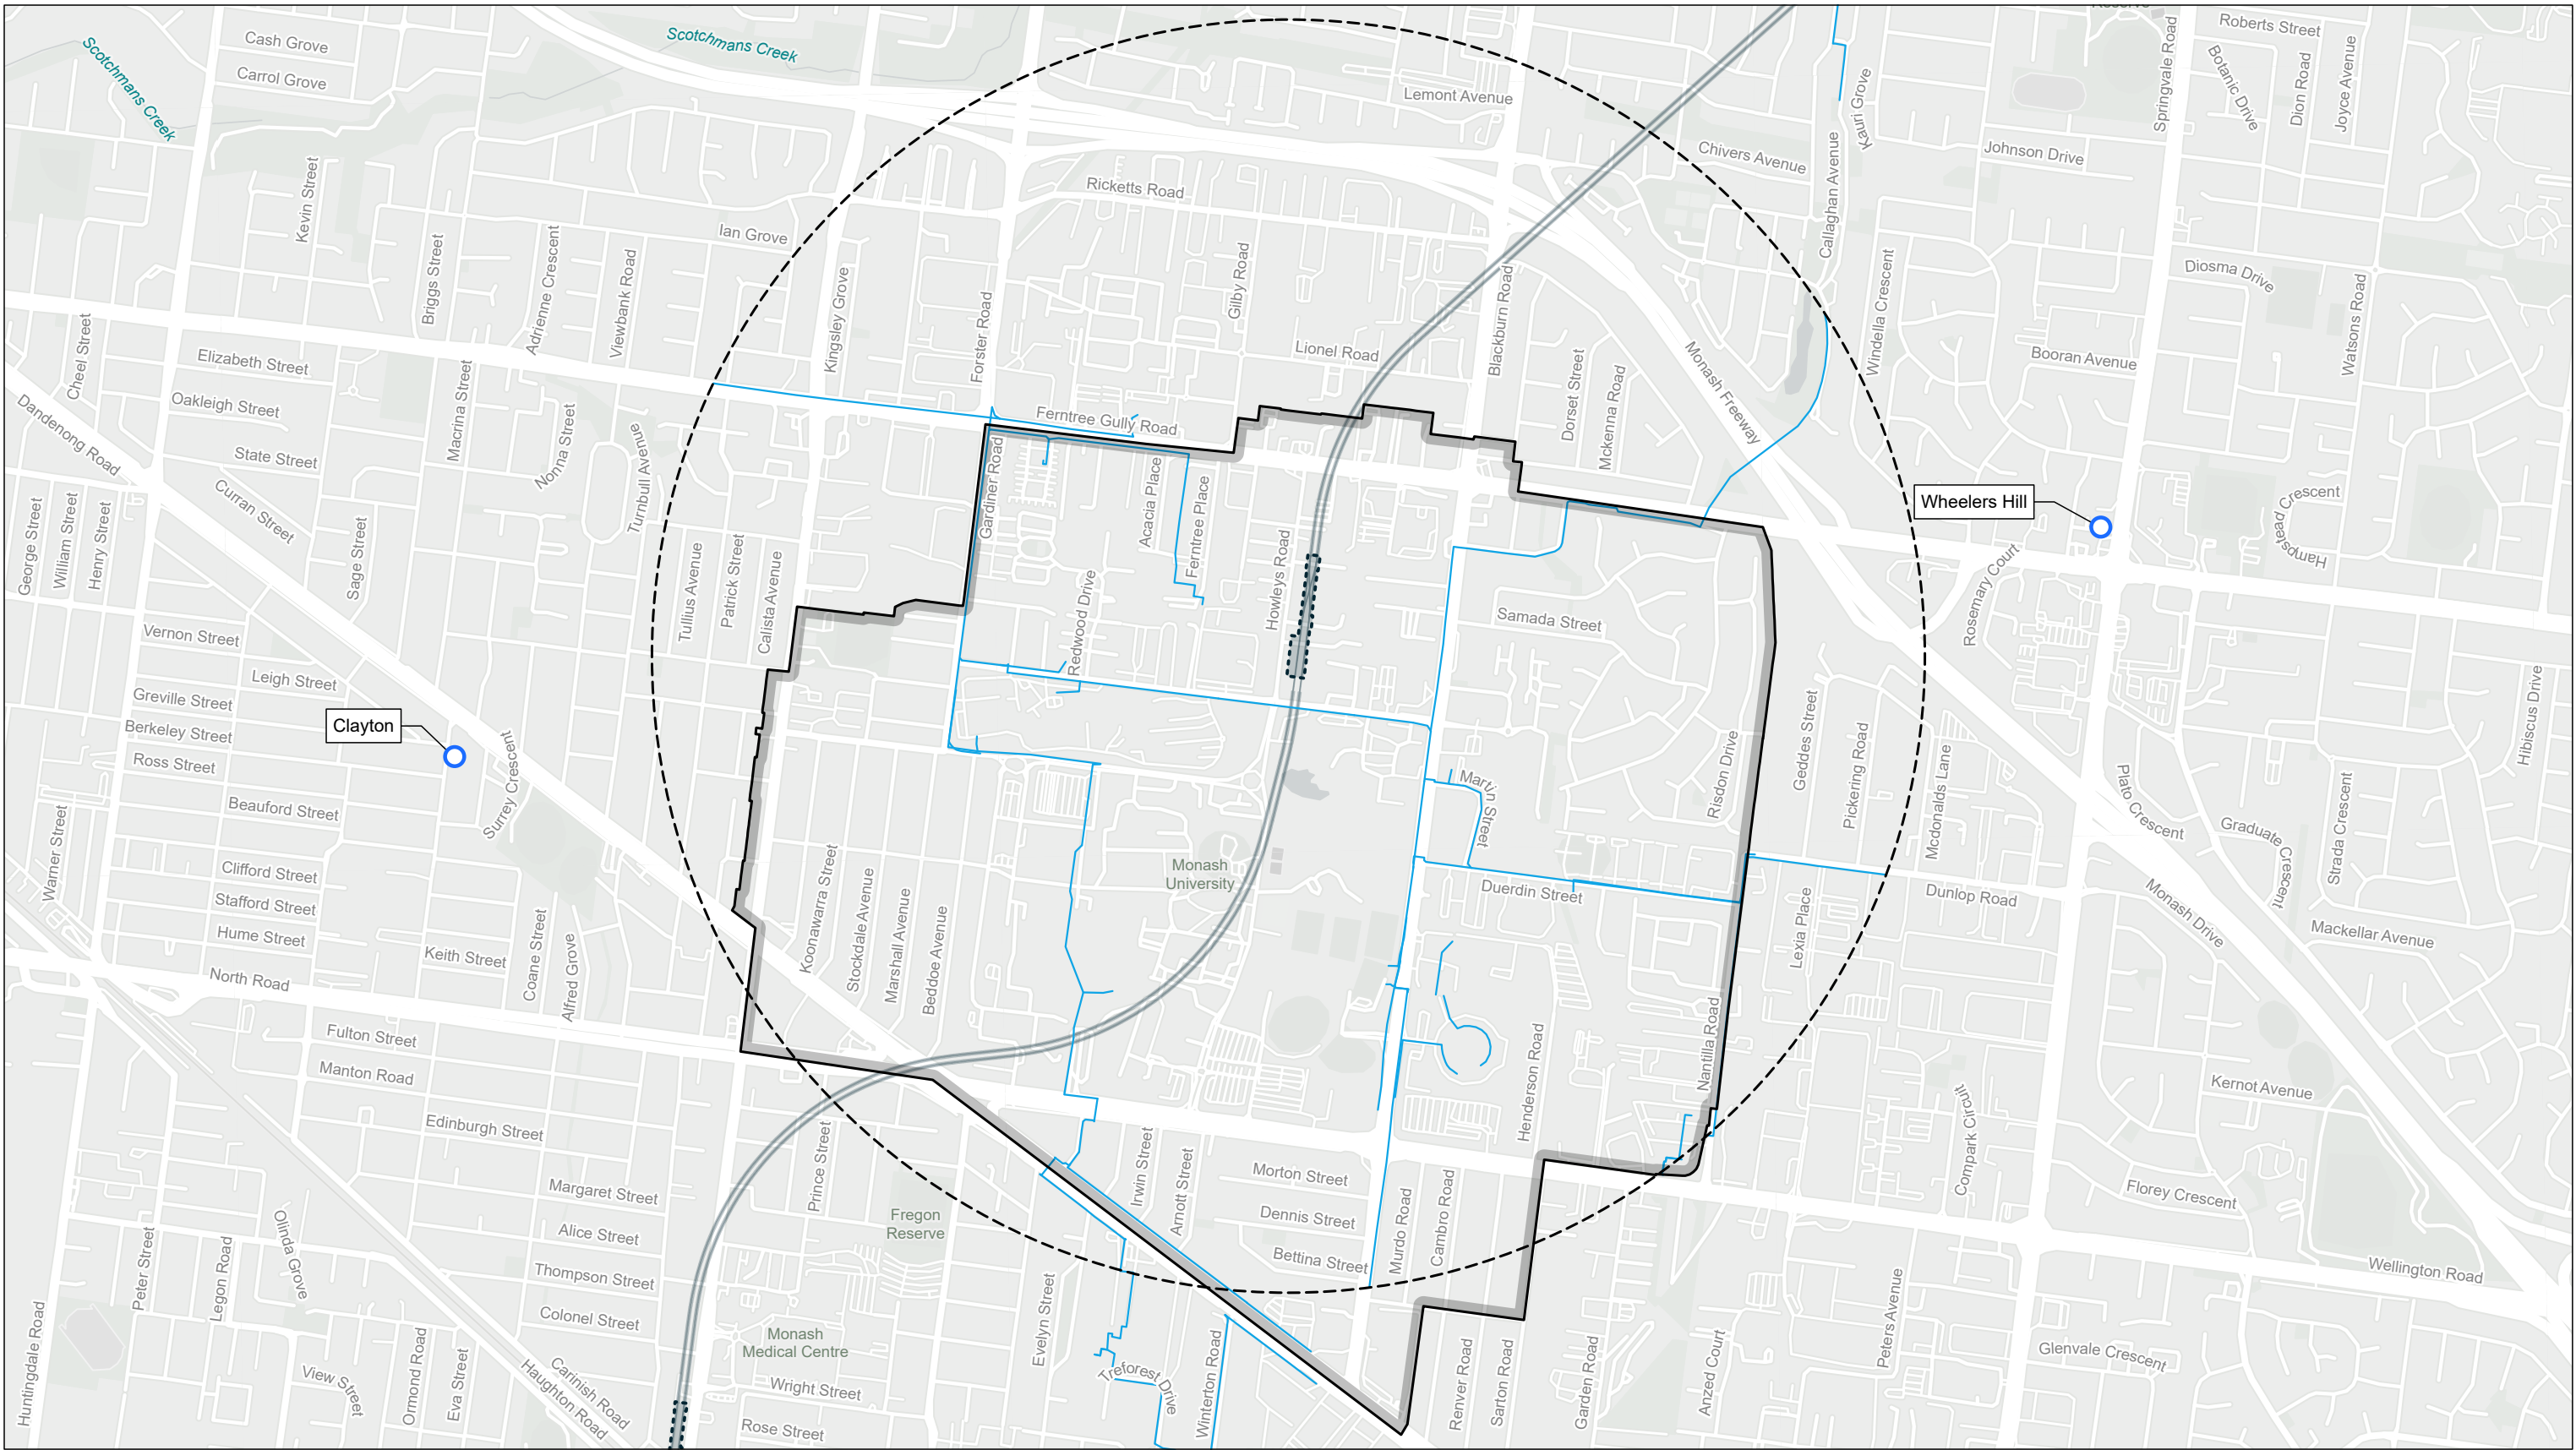 Cash Grove
Carrol Grove
Scotchmans Creek
Scotchmans Creek
Lemont Avenue
Kauri Grove
Springvale Road
Roberts Street
Botanic Drive
Dion Road
Joyce Avenue
Chivers Avenue
Callaghan Avenue
Johnson Drive
Kevin Street
Ricketts Road
Ian Grove
Briggs Street
Adrienne Crescent
Viewbank Road
Kingsley Grove
Forster Road
Gilby Road
Blackburn Road
Windella Crescent
Diosma Drive
Watsons Road
Cheel Street
Elizabeth Street
Oakleigh Street
Macrina Street
Lionel Road
Dorset Street
Mckenna Road
Monash Freeway
Booran Avenue
Dandenong Road
State Street
Nonna Street
Turnbull Avenue
Ferntree Gully Road
Gardiner Road
Acacia Place
Ferntree Place
Curran Street
George Street
William Street
Henry Street
Sage Street
Wheelers Hill
Hampstead Crescent
Howleys Road
Tullius Avenue
Patrick Street
Calista Avenue
Redwood Drive
Samada Street
Rosemary Court
Vernon Street
Leigh Street
Greville Street
Berkeley Street
Ross Street
Clayton
Surrey Crescent
Hibiscus Drive
Risdon Drive
Geddes Street
Pickering Road
Mcdonalds Lane
Plato Crescent
Graduate Crescent
Strada Crescent
Martin Street
Beauford Street
Warner Street
Clifford Street
Stafford Street
Hume Street
Keith Street
North Road
Coane Street
Alfred Grove
Koonawarra Street
Stockdale Avenue
Marshall Avenue
Beddoe Avenue
Monash
University
Duerdin Street
Lexia Place
Dunlop Road
Monash Drive
Mackellar Avenue
Fulton Street
Manton Road
Edinburgh Street
Henderson Road
Nantilla Road
Compark Circuit
Kernot Avenue
Prince Street
Irwin Street
Arnott Street
Morton Street
Dennis Street
Bettina Street
Murdo Road
Cambro Road
Florey Crescent
Wellington Road
Margaret Street
Alice Street
Thompson Street
Colonel Street
Fregon
Reserve
Evelyn Street
Monash
Medical Centre
Wright Street
Rose Street
Treforest Drive
Winterton Road
Renver Road
Sarton Road
Garden Road
Anzed Court
Peters Avenue
Glenvale Crescent
Huntingdale Road
Peter Street
Legon Road
Olinda Grove
View Street
Ormond Road
Eva Street
Carinish Road
Haughton Road